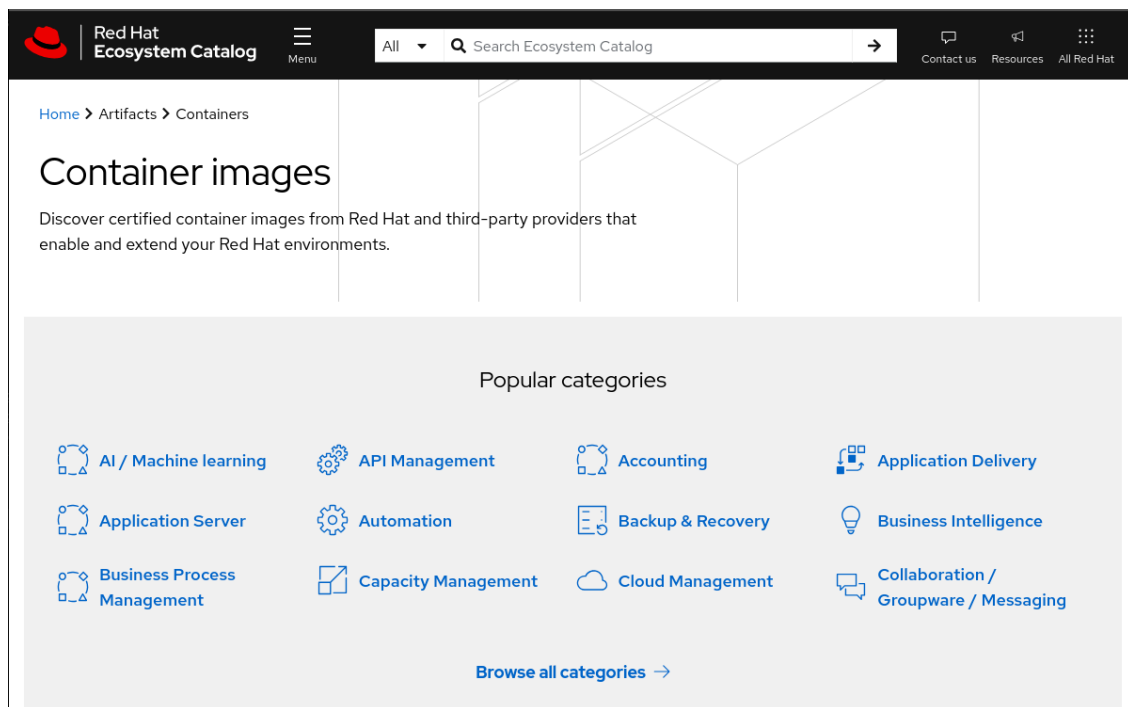 Red Hat
Ecosystem Catalog
Menu
All
Search Ecosystem Catalog
Contact us
Resources
All Red Hat
Home > Artifacts > Containers
Container images
Discover certified container images from Red Hat and third-party providers that
enable and extend your Red Hat environments.
Popular categories
AI / Machine learning
API Management
Accounting
Application Delivery
Application Server
Automation
Backup & Recovery
Business Intelligence
Business Process
Management
Capacity Management
Cloud Management
Collaboration /
Groupware / Messaging
Browse all categories →